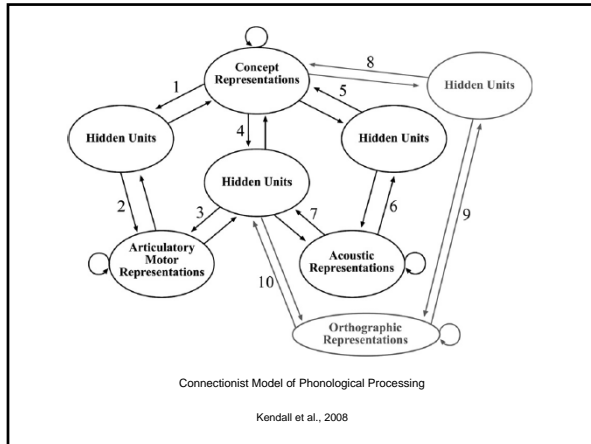 8
Concept
Representations
1
5
Hidden Units
4
Hidden Units
Hidden Units
Hidden Units
2
3
7
6
9
Articulatory
Motor
Representations
Acoustic
Representations
10
Orthographic
Representations
Connectionist Model of Phonological Processing
Kendall et al., 2008